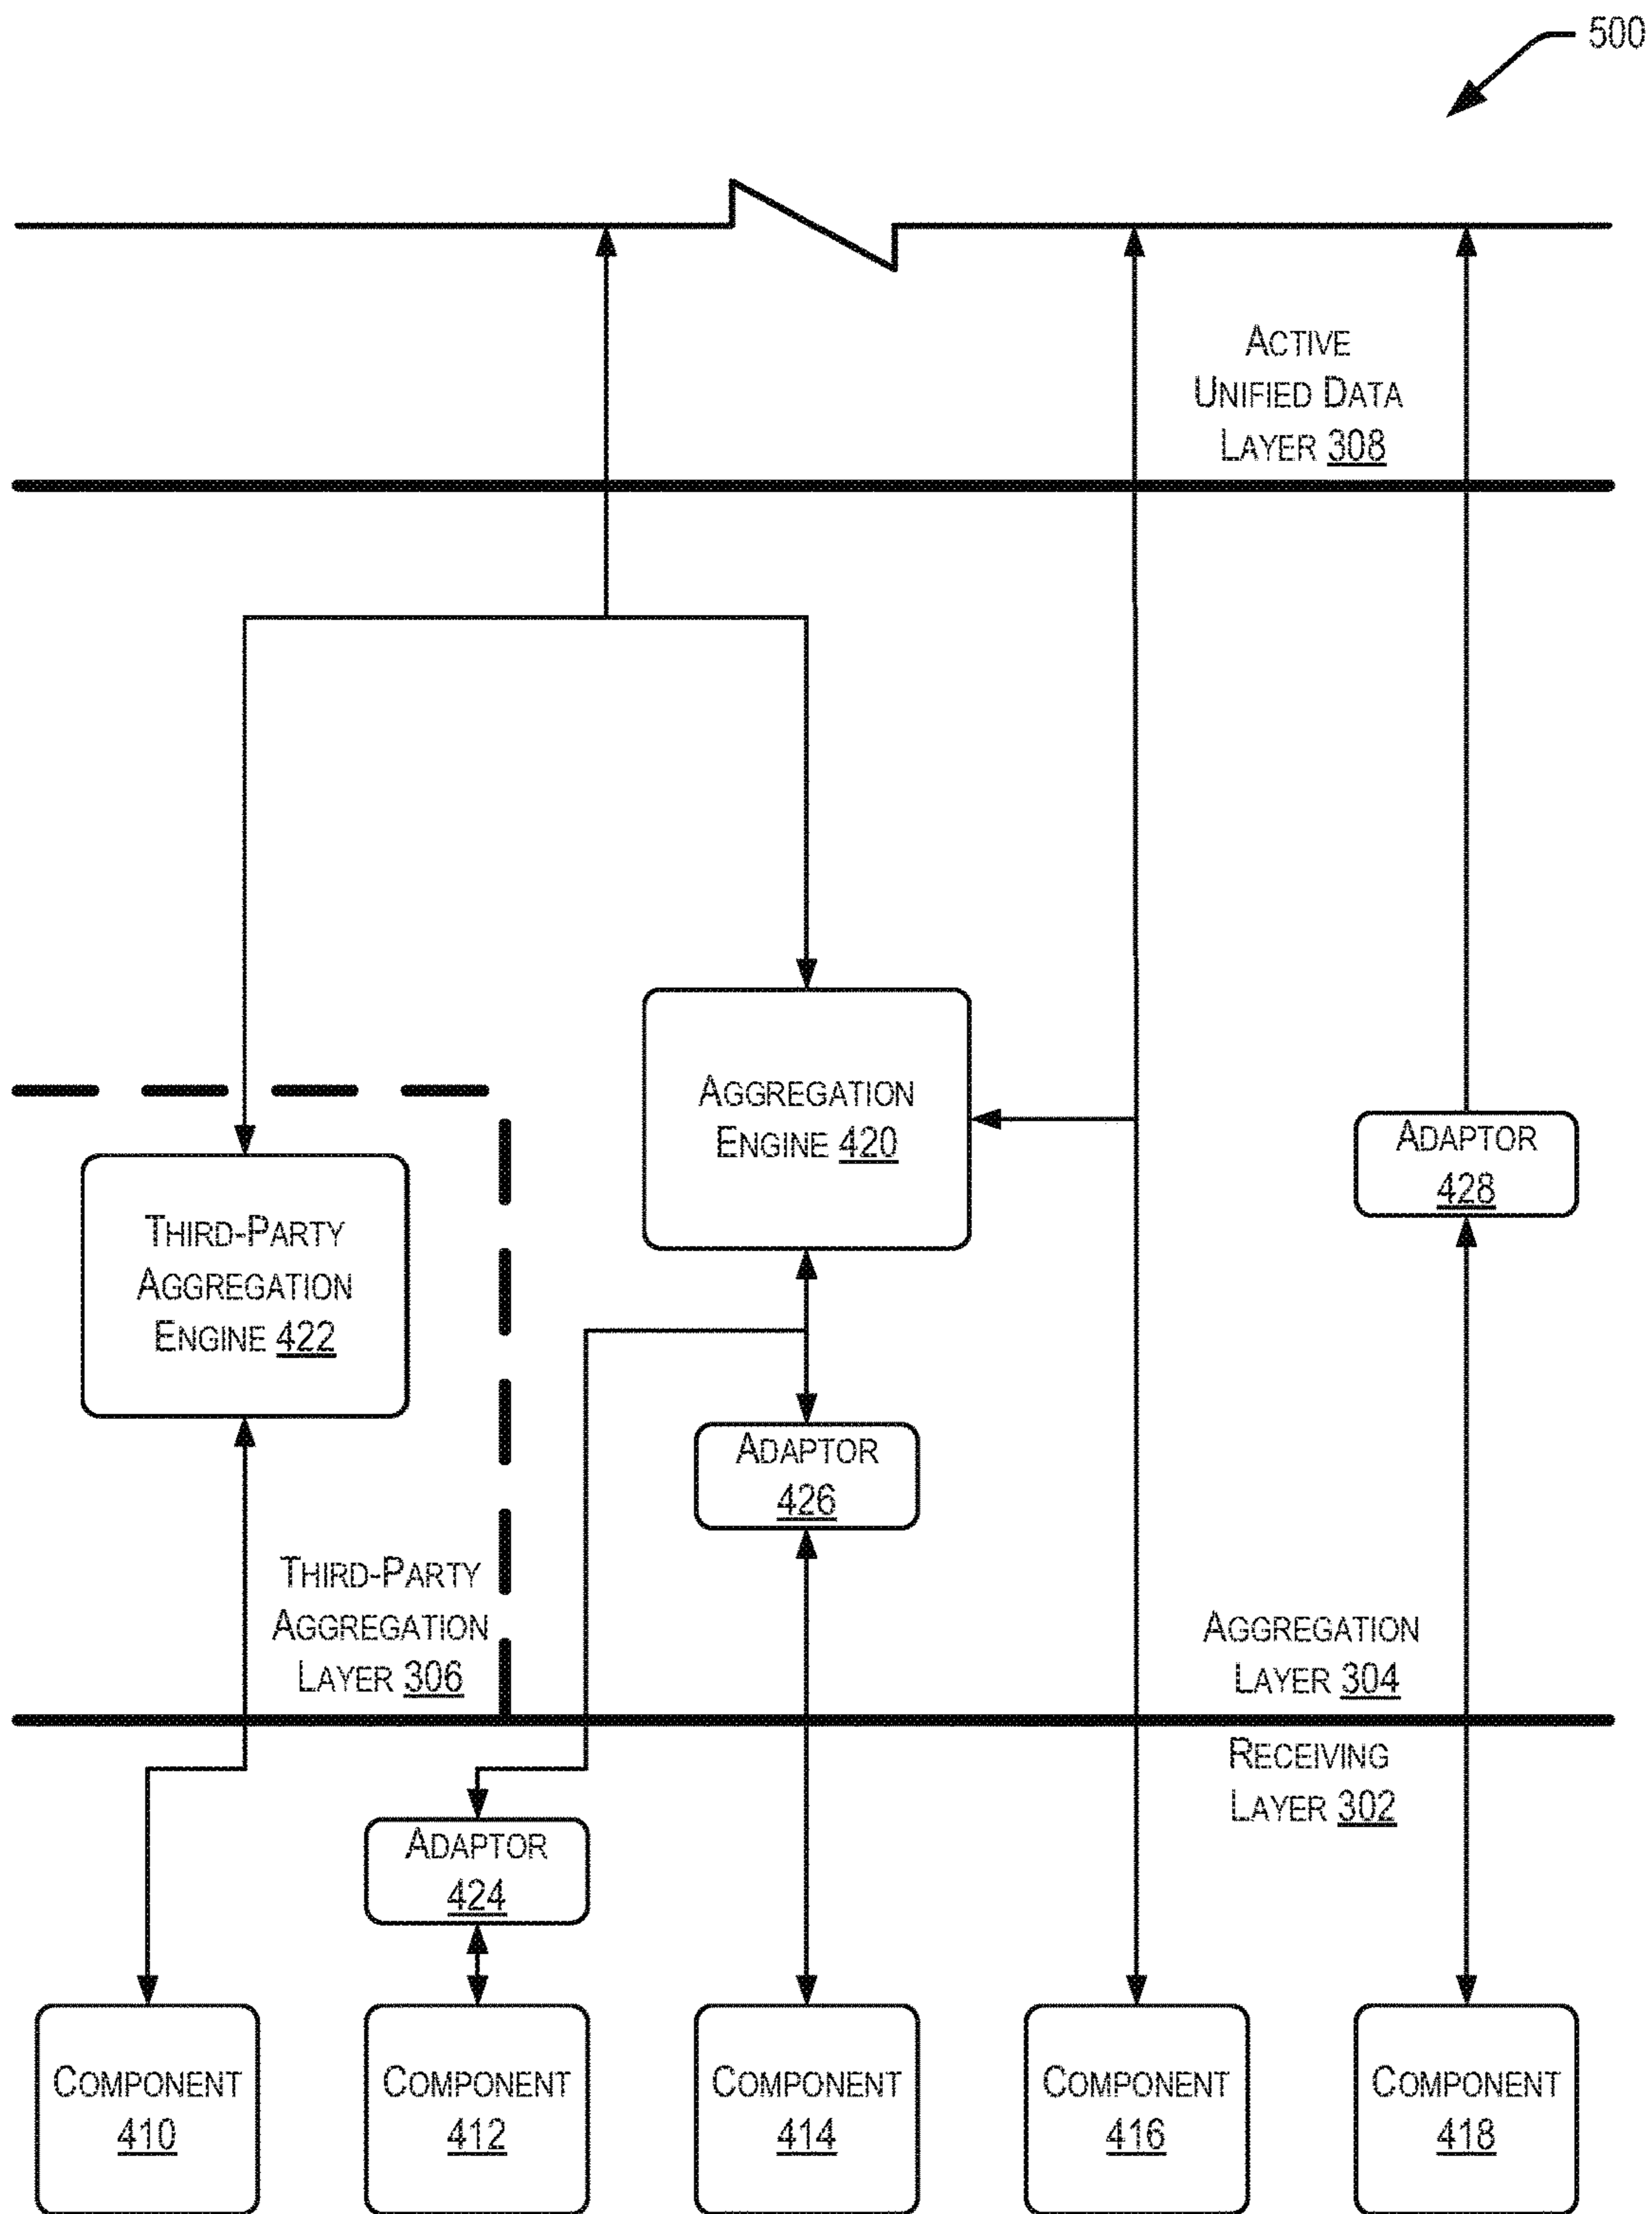 500
ACTIVE
UNIFIED DATA
LAYER 308
AGGREGATION
ENGINE 420
ADAPTOR
428
THIRD-PARTY
AGGREGATION
ENGINE 422
ADAPTOR
426
THIRD-PARTY
AGGREGATION
LAYER 306
AGGREGATION
LAYER 304
RECEIVING
LAYER 302
ADAPTOR
424
COMPONENT
410
COMPONENT
412
COMPONENT
414
COMPONENT
416
COMPONENT
418